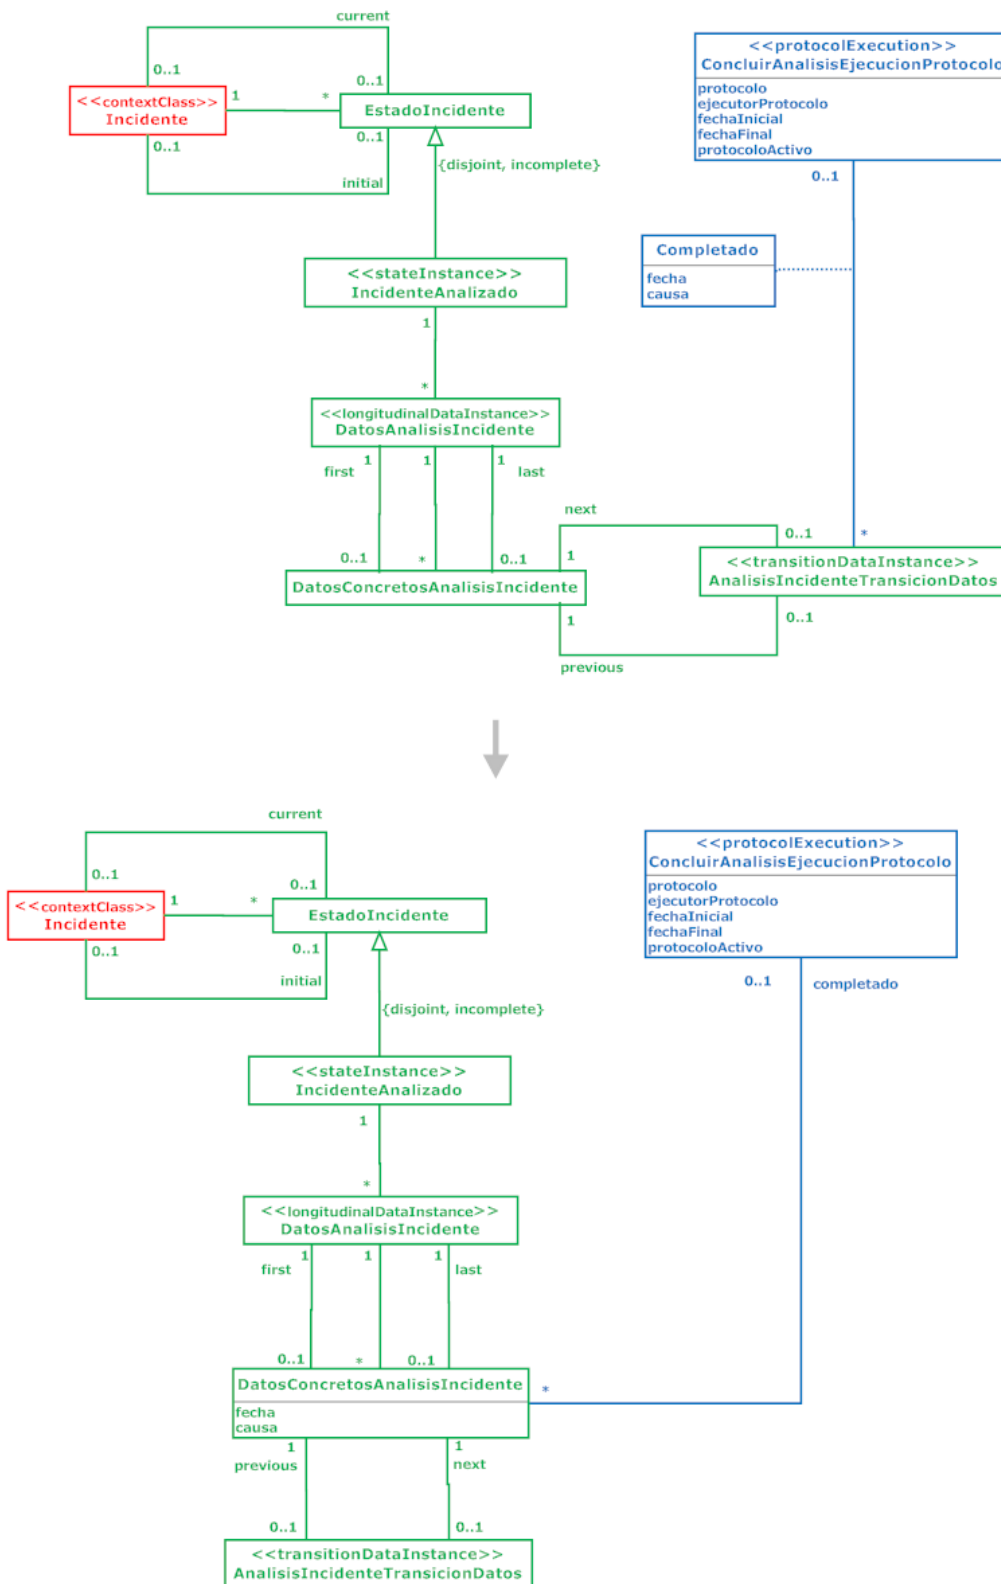 current
<<protocolExecution>>
ConcluirAnalisisEjecucionProtocolo
protocolo
ejecutorProtocolo
fechaInicial
fechaFinal
protocoloActivo
0..1
0..1
0..1
<<contextClass>>
Incidente
1
*
EstadoIncidente
0..1
0..1
initial
{disjoint, incomplete}
Completado
fecha
causa
<<stateInstance>>
IncidenteAnalizado
1
*
<<longitudinalDataInstance>>
DatosAnalisisIncidente
first
1
1
1
last
next
0..1
*
0..1
1
0..1
*
DatosConcretosAnalisisIncidente
<<transitionDataInstance>>
AnalisisIncidenteTransicionDatos
1
0..1
previous
current
<<protocolExecution>>
ConcluirAnalisisEjecucionProtocolo
protocolo
ejecutorProtocolo
fechaInicial
fechaFinal
protocoloActivo
0..1
completado
0..1
0..1
<<contextClass>>
Incidente
1
*
EstadoIncidente
0..1
0..1
initial
{disjoint, incomplete}
<<stateInstance>>
IncidenteAnalizado
1
*
<<longitudinalDataInstance>>
DatosAnalisisIncidente
first
1
1
1
last
0..1
*
0..1
DatosConcretosAnalisisIncidente
fecha
causa
*
1
1
previous
next
0..1
0..1
<<transitionDataInstance>>
AnalisisIncidenteTransicionDatos